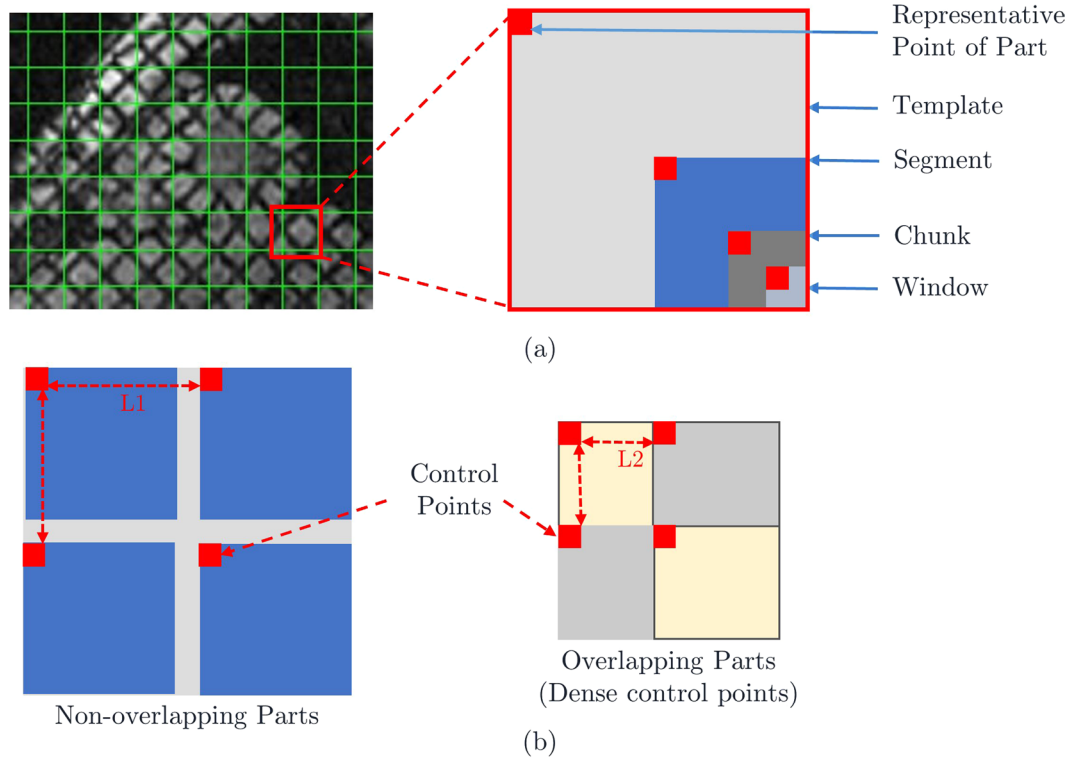 Representative
Point of Part
Template
Segment
Chunk
Window
(a)
L1
Control
Points
L2
Non-overlapping Parts
Overlapping Parts
(Dense control points)
(b)